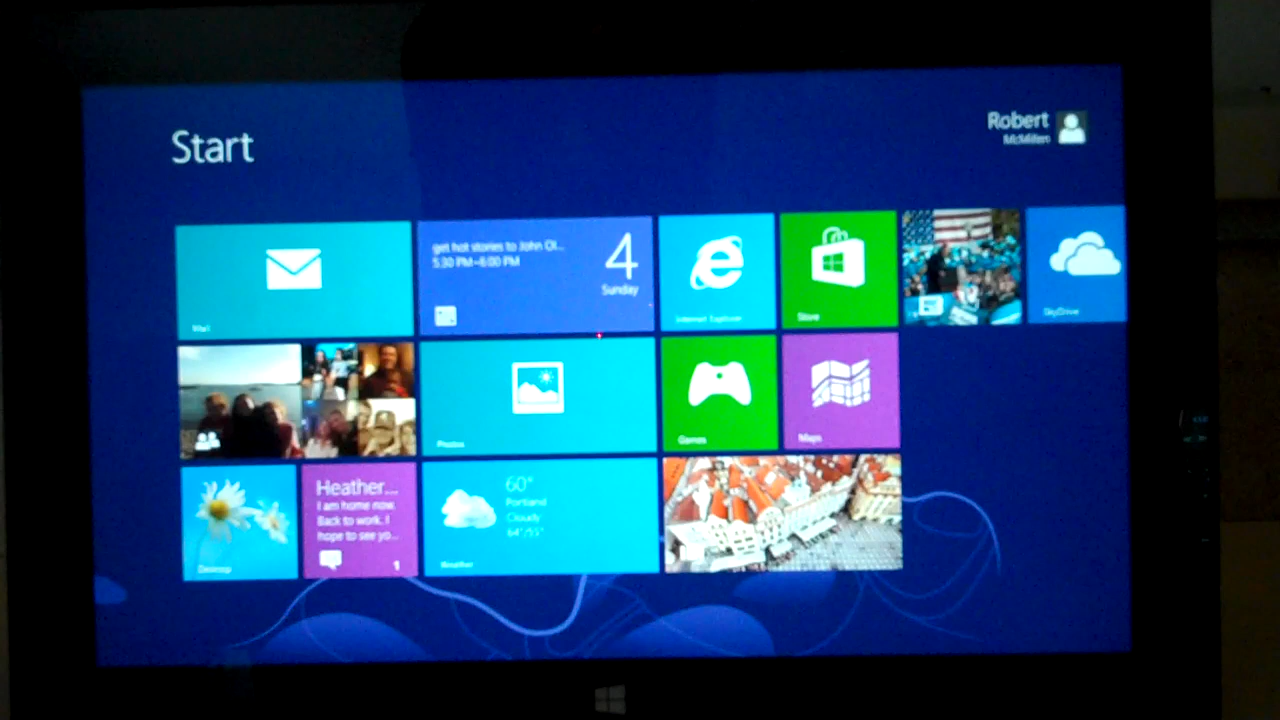 Start
Robert
McMillen
Mail
get hot stories to John Ol...
5:30 PM–6:00 PM
4
Sunday
Internet Explorer
Store
SkyDrive
Photos
Games
Maps
Desktop
Heather...
I am home now.
Back to work. I
hope to see yo...
1
60°
Portland
Cloudy
64°/55°
Weather